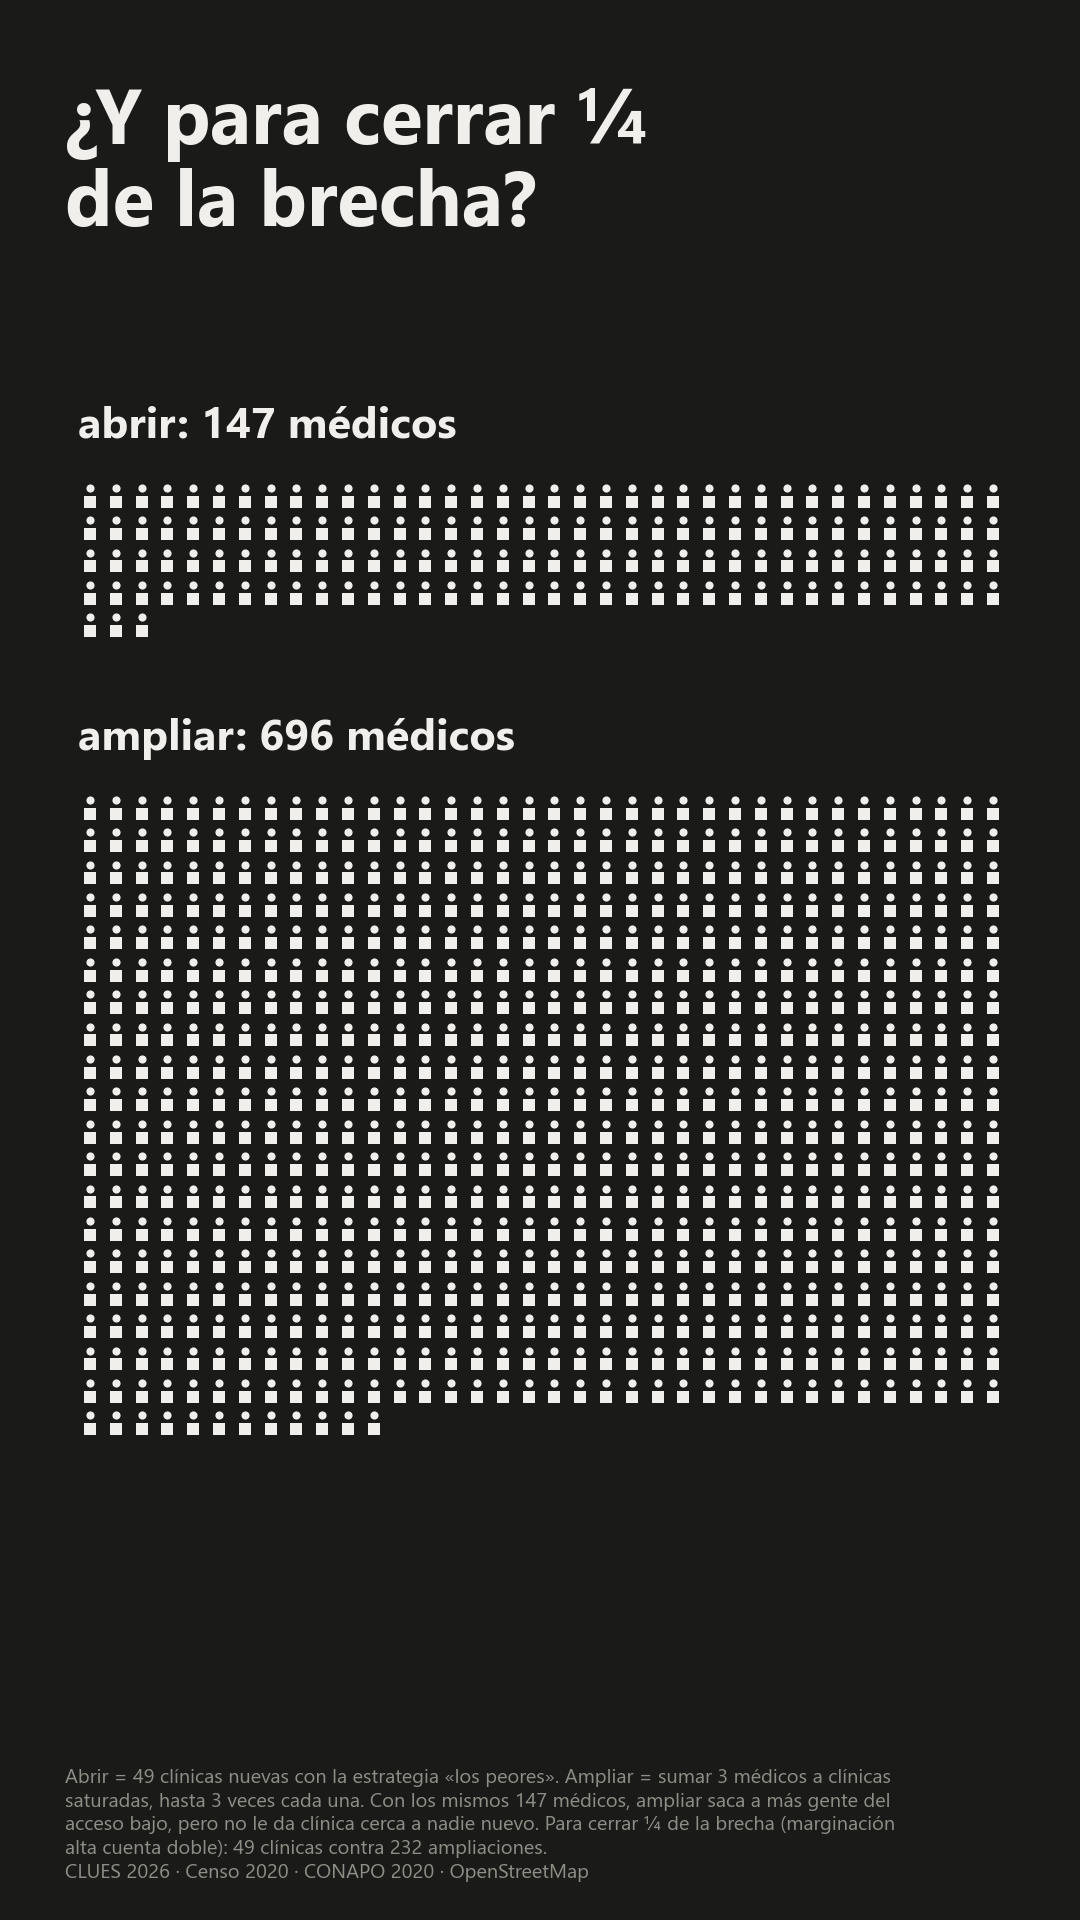 ¿Y para cerrar ¼
de la brecha?
abrir: 147 médicos
ampliar: 696 médicos
Abrir = 49 clínicas nuevas con la estrategia «los peores». Ampliar = sumar 3 médicos a clínicas
saturadas, hasta 3 veces cada una. Con los mismos 147 médicos, ampliar saca a más gente del
acceso bajo, pero no le da clínica cerca a nadie nuevo. Para cerrar ¼ de la brecha (marginación
alta cuenta doble): 49 clínicas contra 232 ampliaciones.
CLUES 2026 · Censo 2020 · CONAPO 2020 · OpenStreetMap